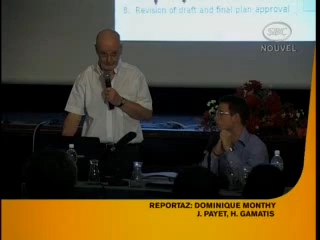 8. Revision of draft and final plan approval
SBC
NOUVEL
REPORTAZ: DOMINIQUE MONTHY
J. PAYET, H. GAMATIS